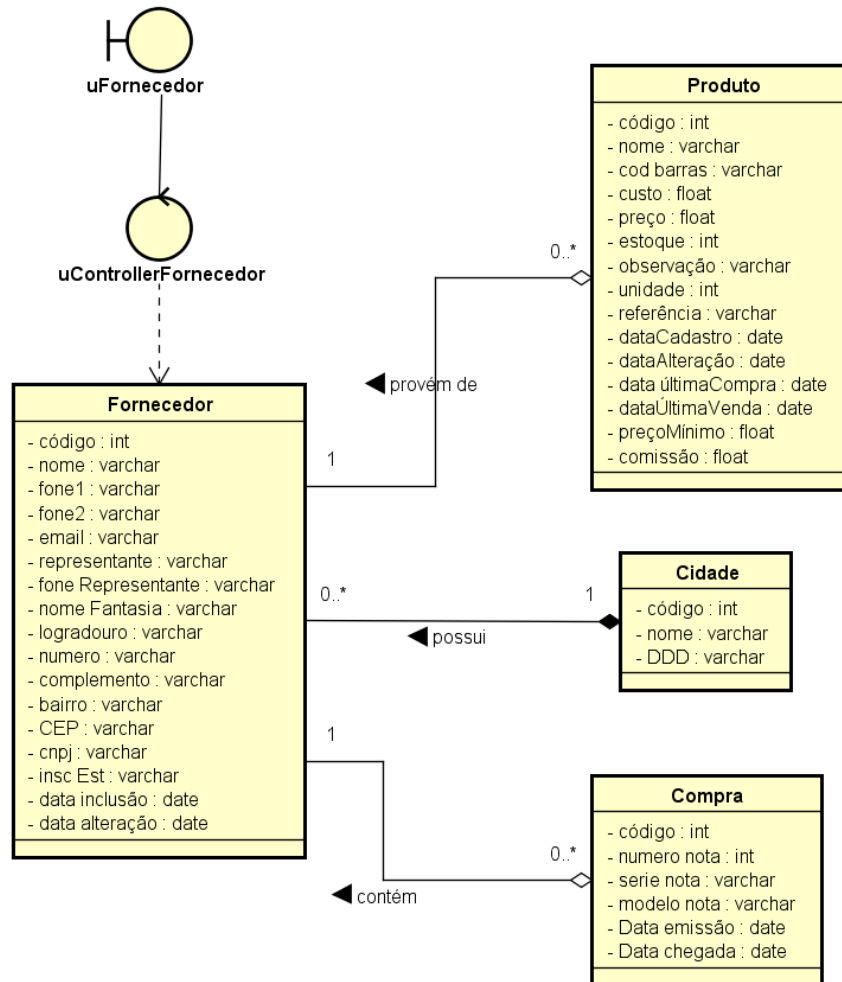 uFornecedor
uControllerFornecedor
Fornecedor
- código : int
- nome : varchar
- fone1 : varchar
- fone2 : varchar
- email : varchar
- representante : varchar
- fone Representante : varchar
- nome Fantasia : varchar
- logradouro : varchar
- numero : varchar
- complemento : varchar
- bairro : varchar
- CEP : varchar
- cnpj : varchar
- insc Est : varchar
- data inclusão : date
- data alteração : date
Produto
- código : int
- nome : varchar
- cod barras : varchar
- custo : float
- preço : float
- estoque : int
- observação : varchar
- unidade : int
- referência : varchar
- dataCadastro : date
- dataAlteração : date
- data últimaCompra : date
- dataÚltimaVenda : date
- preçoMínimo : float
- comissão : float
0..*
provém de
1
Cidade
- código : int
- nome : varchar
- DDD : varchar
0..*
1
possui
Compra
- código : int
- numero nota : int
- serie nota : varchar
- modelo nota : varchar
- Data emissão : date
- Data chegada : date
1
0..*
contém